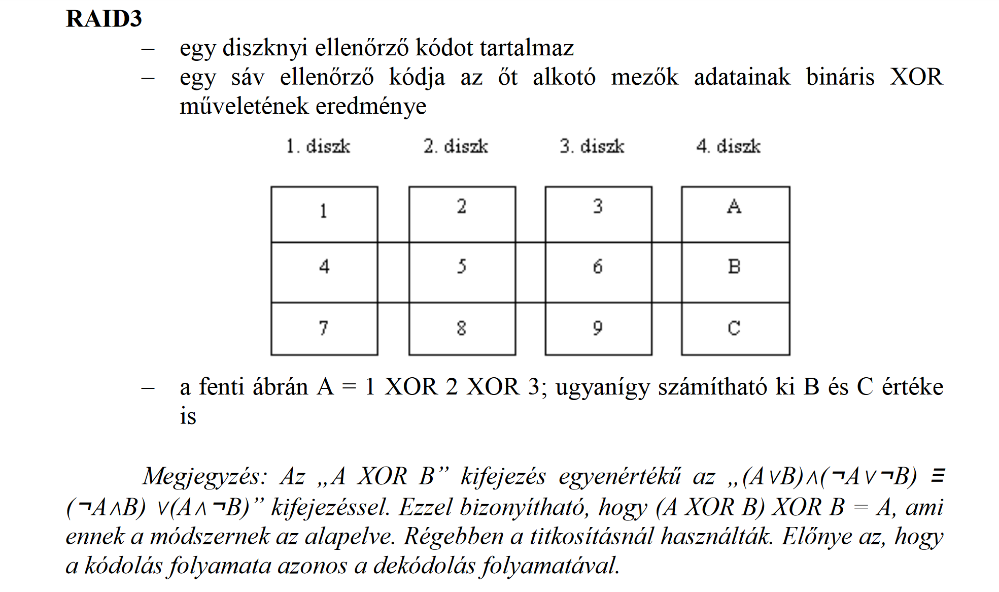 RAID3
– egy diszknyi ellenőrző kódot tartalmaz
– egy sáv ellenőrző kódja az őt alkotó mezők adatainak bináris XOR
műveletének eredménye
1. diszk 2. diszk 3. diszk 4. diszk
1 2 3 A
4 5 6 B
7 8 9 C
– a fenti ábrán A = 1 XOR 2 XOR 3; ugyanígy számítható ki B és C értéke
is
Megjegyzés: Az „A XOR B” kifejezés egyenértékű az „(A∨B)∧(¬A∨¬B) ≡
(¬A∧B) ∨(A∧¬B)” kifejezéssel. Ezzel bizonyítható, hogy (A XOR B) XOR B = A, ami
ennek a módszernek az alapelve. Régebben a titkosításnál használták. Előnye az, hogy
a kódolás folyamata azonos a dekódolás folyamatával.